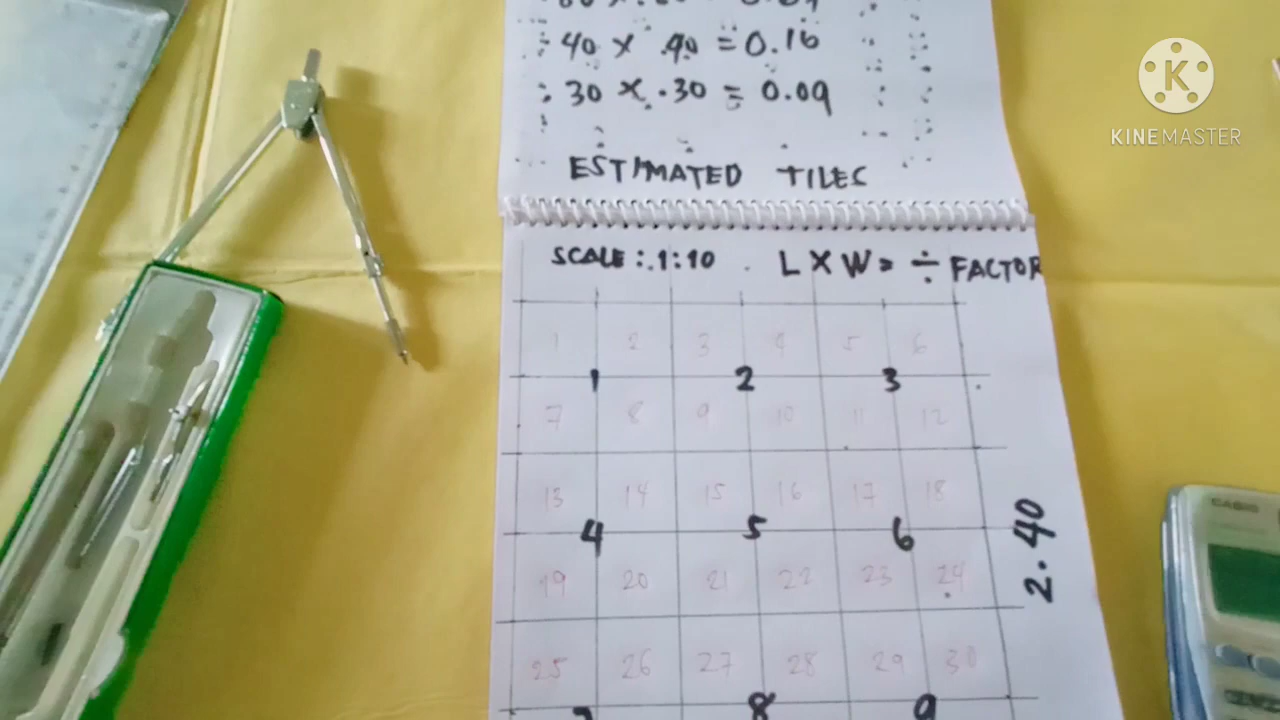 40 X .40 = 0.16
30 X .30 = 0.09
ESTIMATED TILES
SCALE: 1:10 L X W = ÷ FACTOR
1 2 3 4 5 6
1 2 3
7 8 9 10 11 12
13 14 15 16 17 18
4 5 6
2.40
19 20 21 22 23 24
25 26 27 28 29 30
8 9
K
KINEMASTER
CASIO